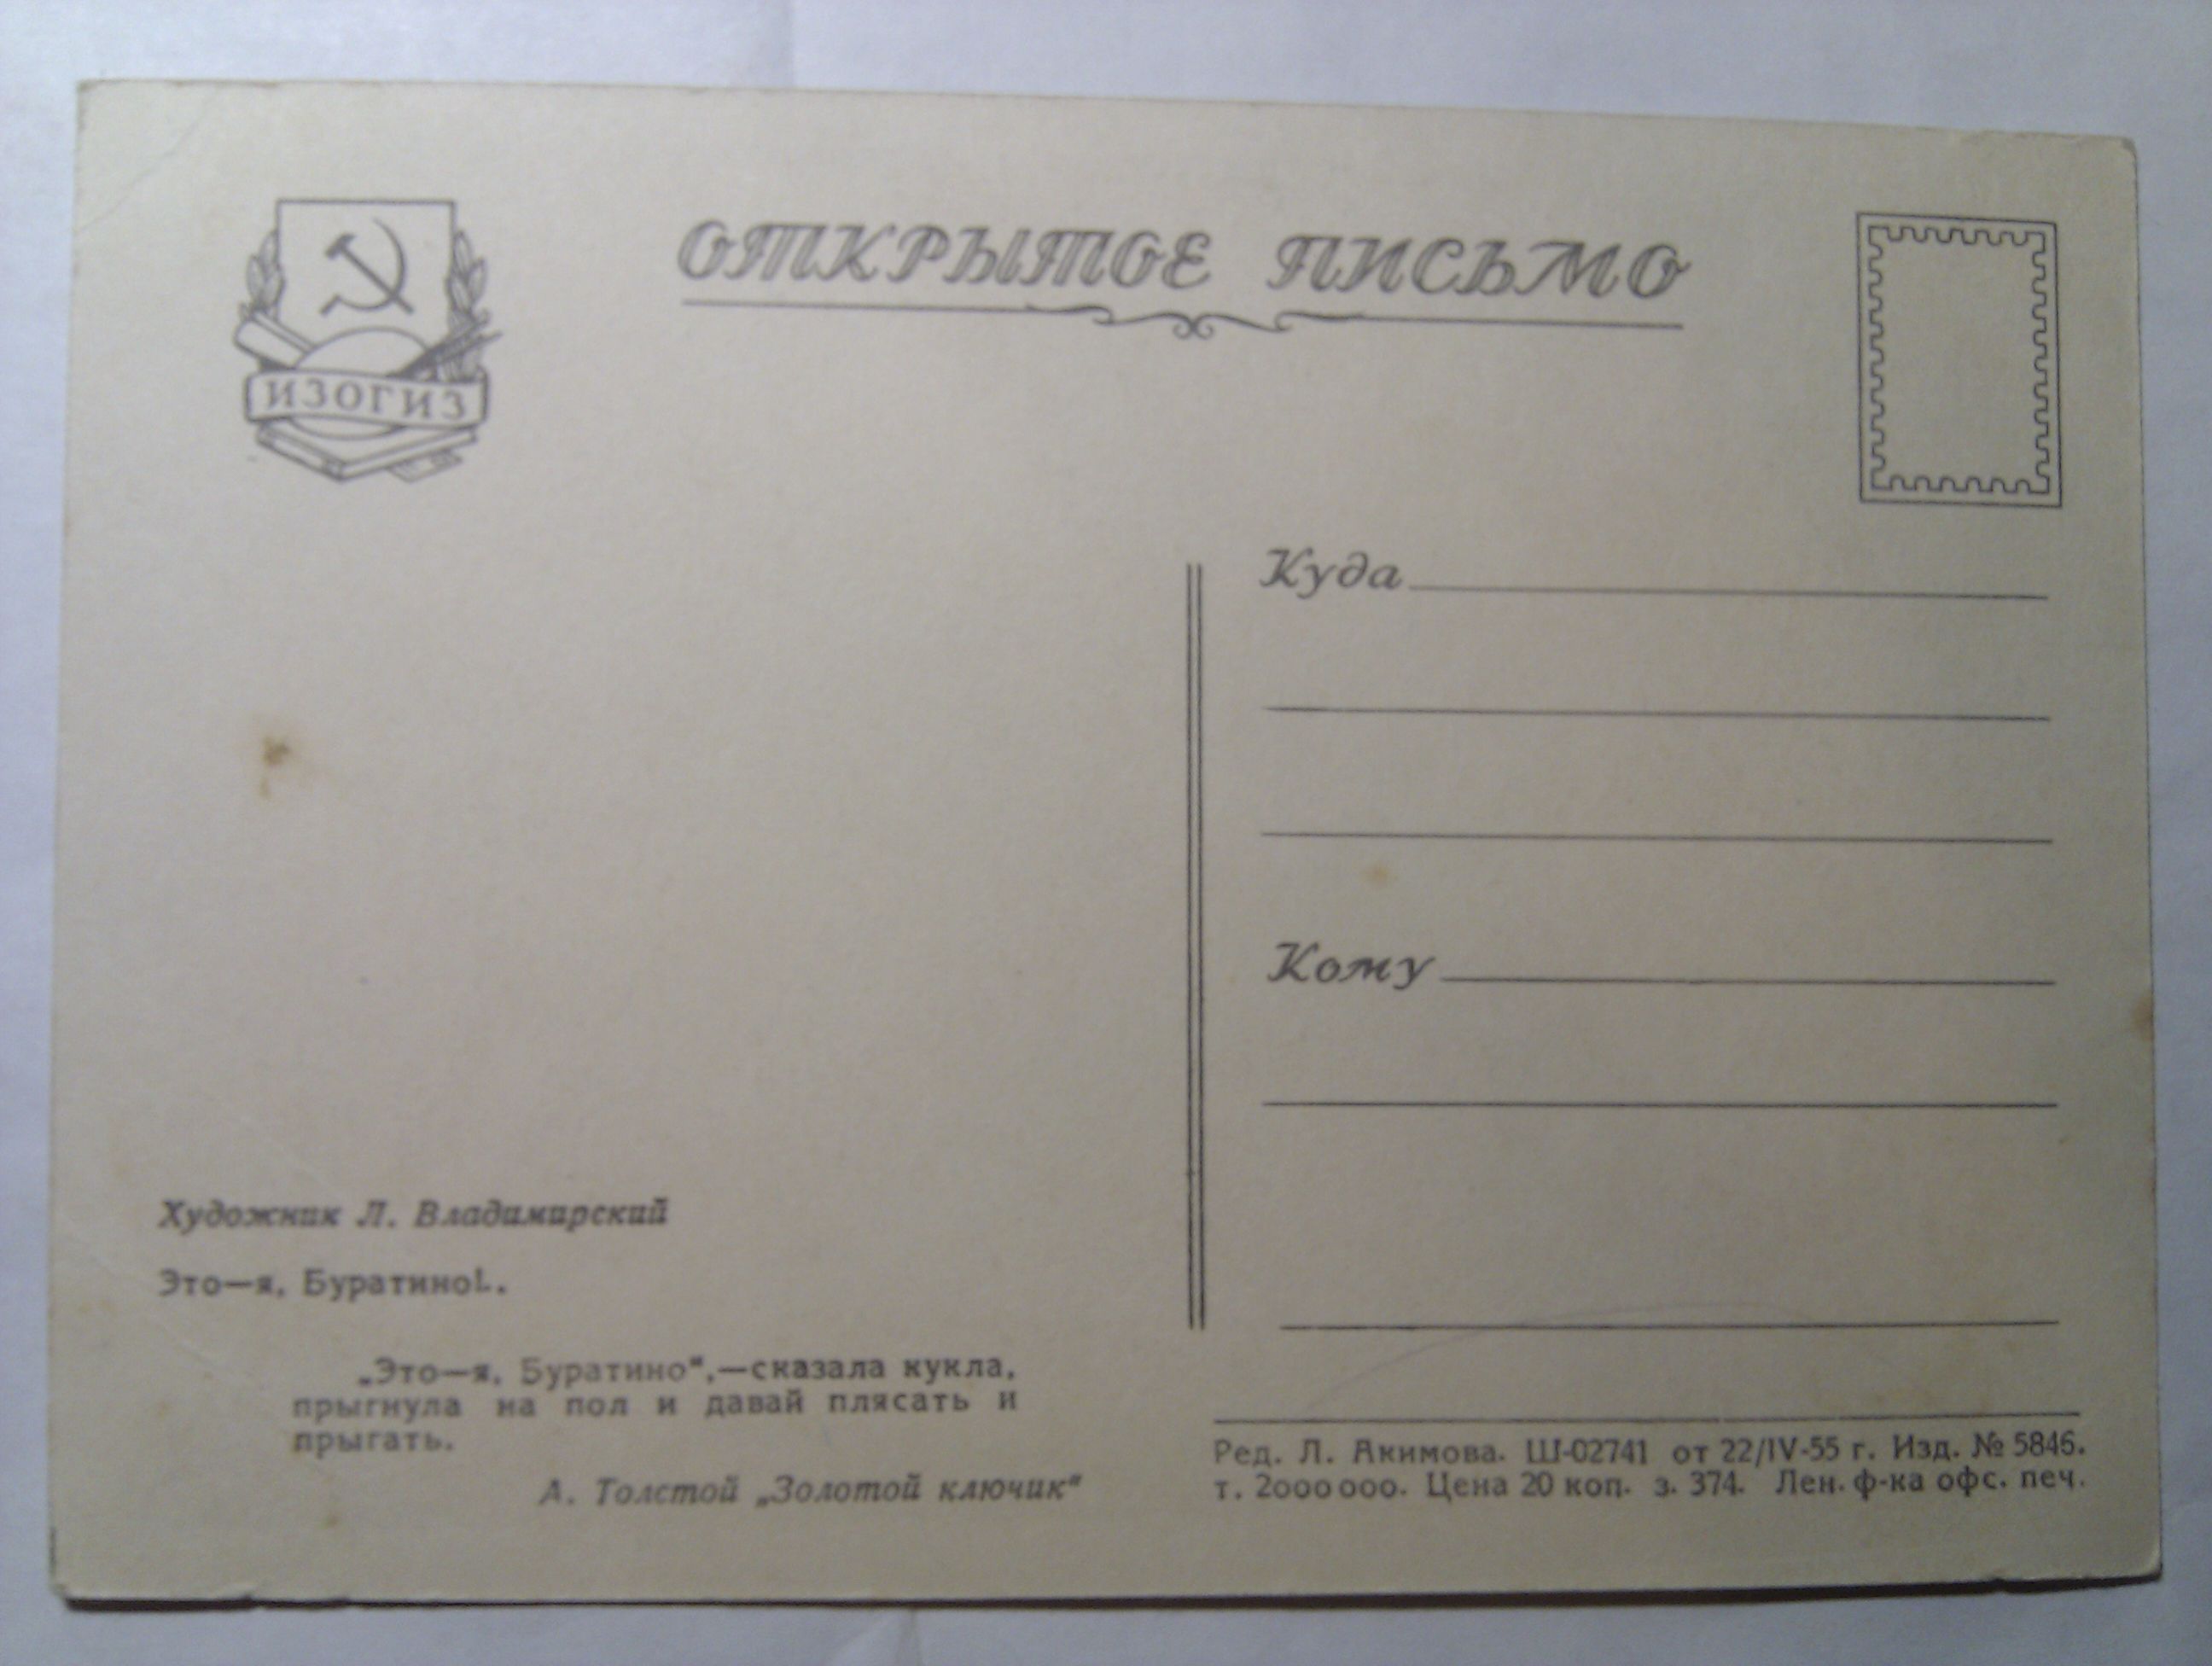 ИЗОГИЗ
ОТКРЫТОЕ ПИСЬМО
Куда
Кому
Художник Л. Владимирский
Это—я, Буратино!..
„Это—я, Буратино“,—сказала кукла,
прыгнула на пол и давай плясать и
прыгать.
А. Толстой „Золотой ключик“
Ред. Л. Акимова. Ш-02741 от 22/IV-55 г. Изд. № 5846.
т. 2000000. Цена 20 коп. з. 374. Лен. ф-ка офс. печ.